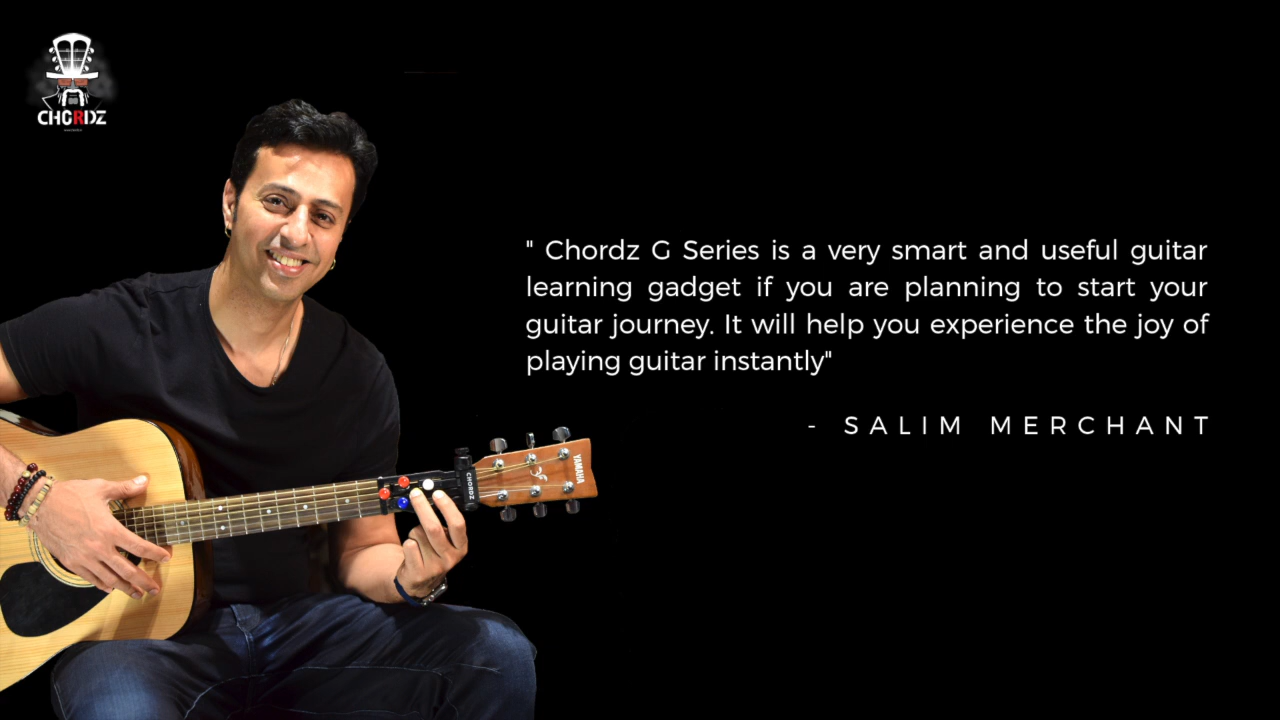 CHORDZ
" Chordz G Series is a very smart and useful guitar
learning gadget if you are planning to start your
guitar journey. It will help you experience the joy of
playing guitar instantly"
- SALIM MERCHANT
CHORDZ
YAMAHA